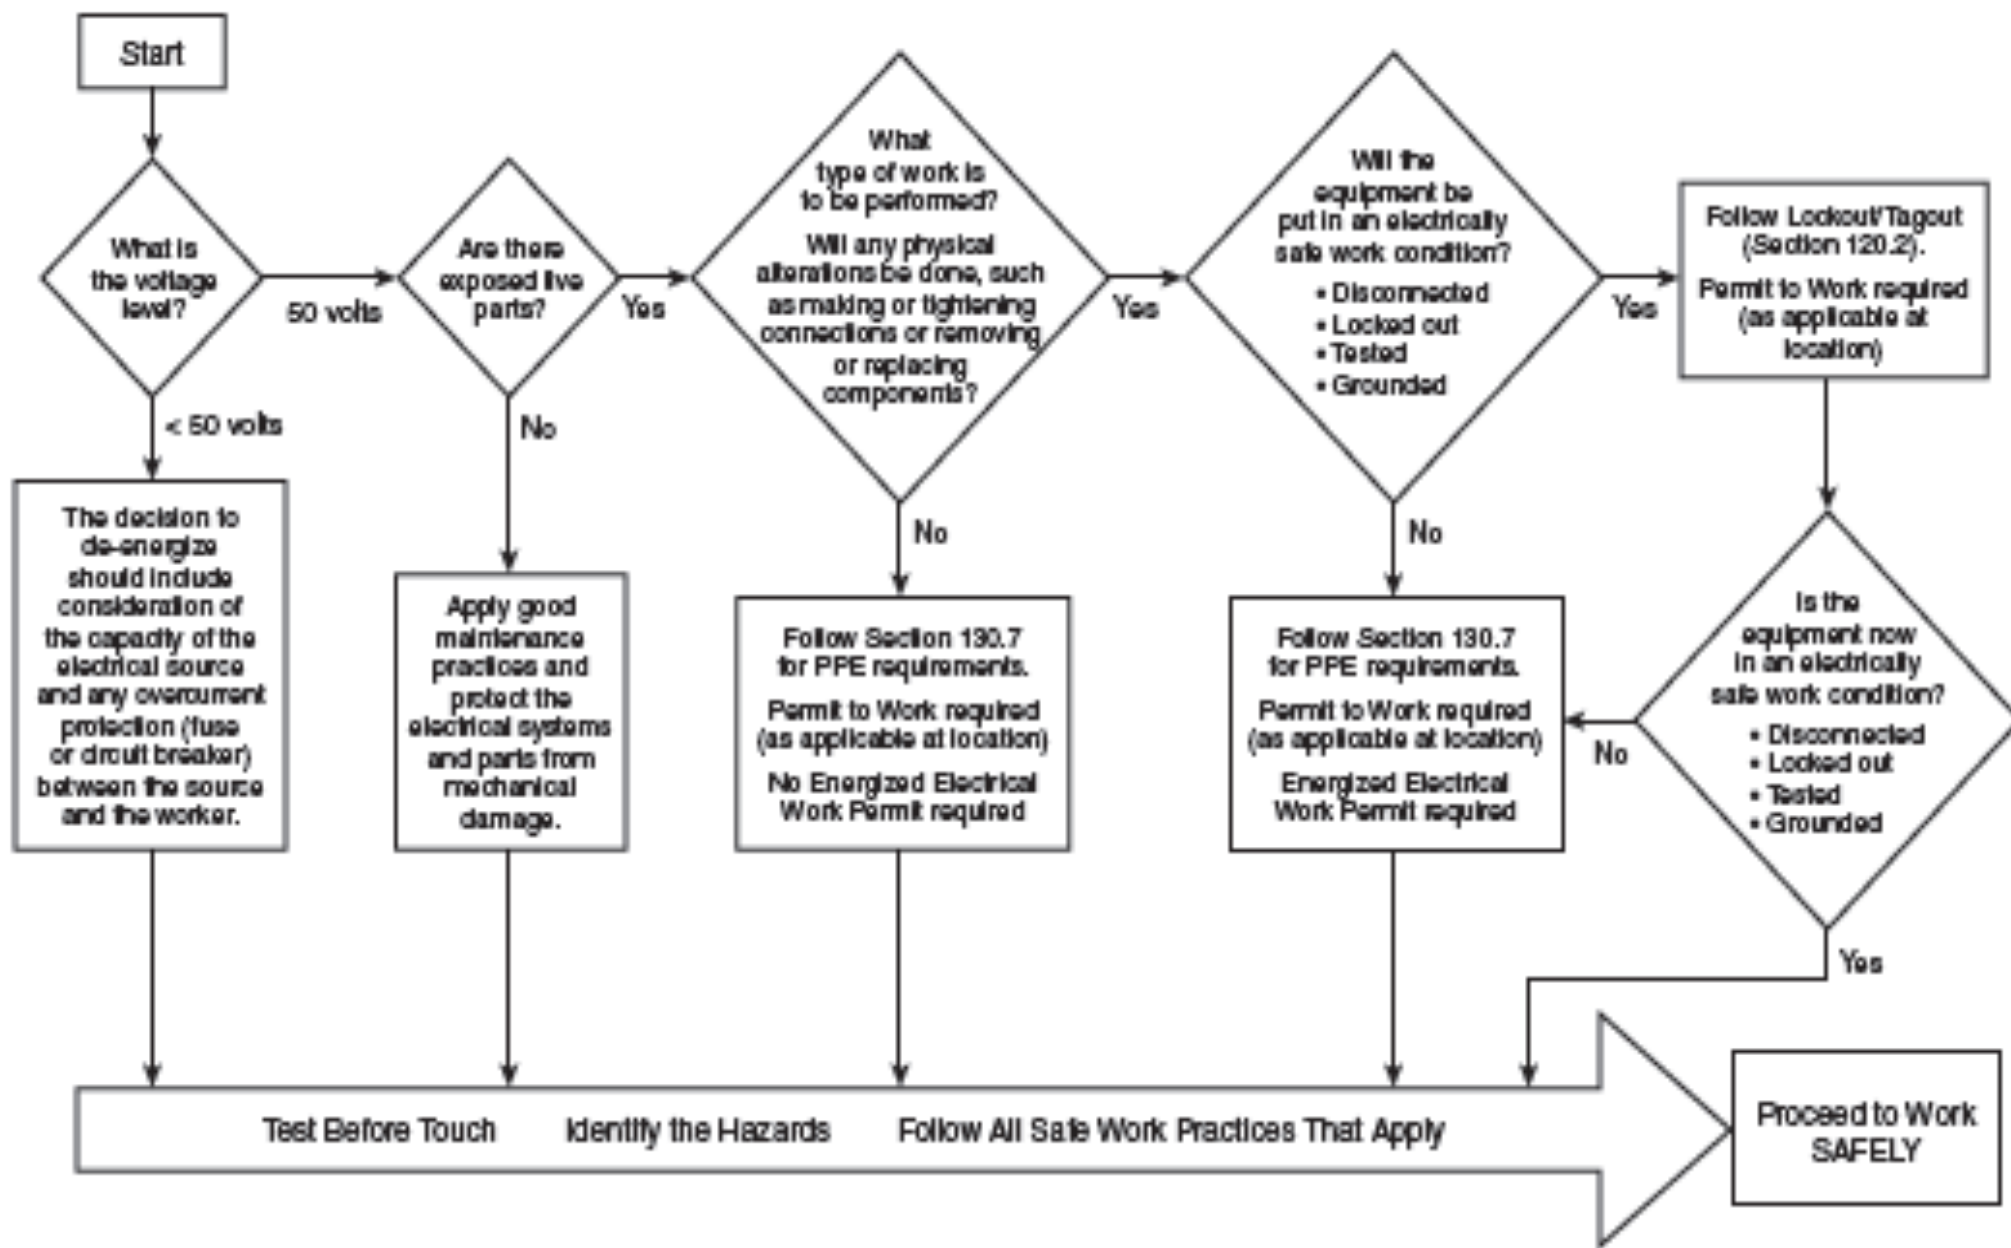 Start
What is
the voltage
level?
50 volts
< 50 volts
The decision to
de-energize
should include
consideration of
the capacity of the
electrical source
and any overcurrent
protection (fuse
or circuit breaker)
between the source
and the worker.
Are there
exposed live
parts?
Yes
No
Apply good
maintenance
practices and
protect the
electrical systems
and parts from
mechanical
damage.
What
type of work is
to be performed?
Will any physical
alterations be done, such
as making or tightening
connections or removing
or replacing
components?
Yes
No
Follow Section 130.7
for PPE requirements.
Permit to Work required
(as applicable at location)
No Energized Electrical
Work Permit required
Will the
equipment be
put in an electrically
safe work condition?
• Disconnected
• Locked out
• Tested
• Grounded
Yes
No
Follow Section 130.7
for PPE requirements.
Permit to Work required
(as applicable at location)
Energized Electrical
Work Permit required
Follow Lockout/Tagout
(Section 120.2).
Permit to Work required
(as applicable at
location)
Is the
equipment now
in an electrically
safe work condition?
• Disconnected
• Locked out
• Tested
• Grounded
No
Yes
Test Before Touch Identify the Hazards Follow All Safe Work Practices That Apply
Proceed to Work
SAFELY